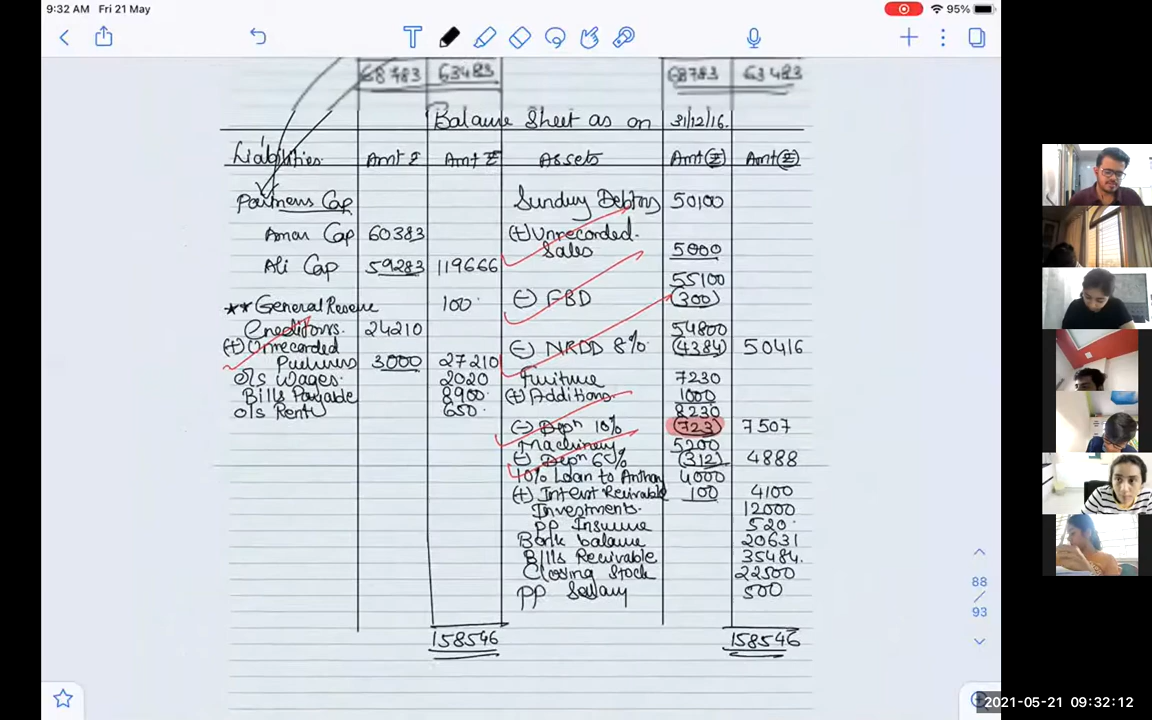 9:32 AM Fri 21 May
95%
68783 63483 68783 63483
Balance Sheet as on 31/12/16.
Liabilities. Amt ₹ Amt ₹ Assets Amt(₹) Amt(₹)
Partners Cap Sundry Debtors 50100
Amar Cap 60383 (+) Unrecorded.
Sales 5000
Ali Cap 59283 119666
55100
** General Reserve 100 (-) FBD (300)
Creditors. 24210 54800
(+) Unrecorded (-) NRDD 8% (4384) 50416
Purchases 3000 27210
O/s Wages. 2020 Furniture 7230
Bills Payable 8900 (+) Additions. 1000
O/s Rent 650 8230
(-) Depn 10% (723) 7507
Machinery 5200
(-) Depn 6% (312) 4888
10% Loan to Anthony 4000
(+) Interest Receivable 100 4100
Investments. 12000
PP Insurance 520
Bank balance 20631
Bills Receivable 35484.
Closing Stock 22500
PP Salary 500
158546 158546
88
/
93
2021-05-21 09:32:12